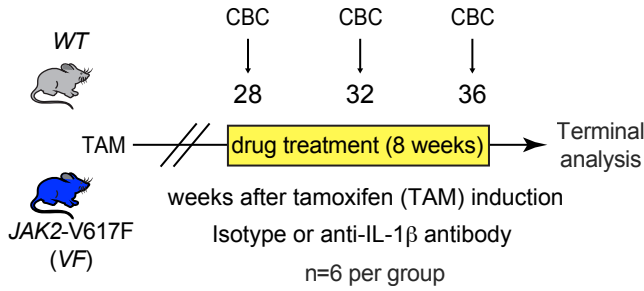 CBC CBC CBC
WT
28 32 36
TAM drug treatment (8 weeks) Terminal
analysis
weeks after tamoxifen (TAM) induction
JAK2-V617F Isotype or anti-IL-1β antibody
(VF)
n=6 per group